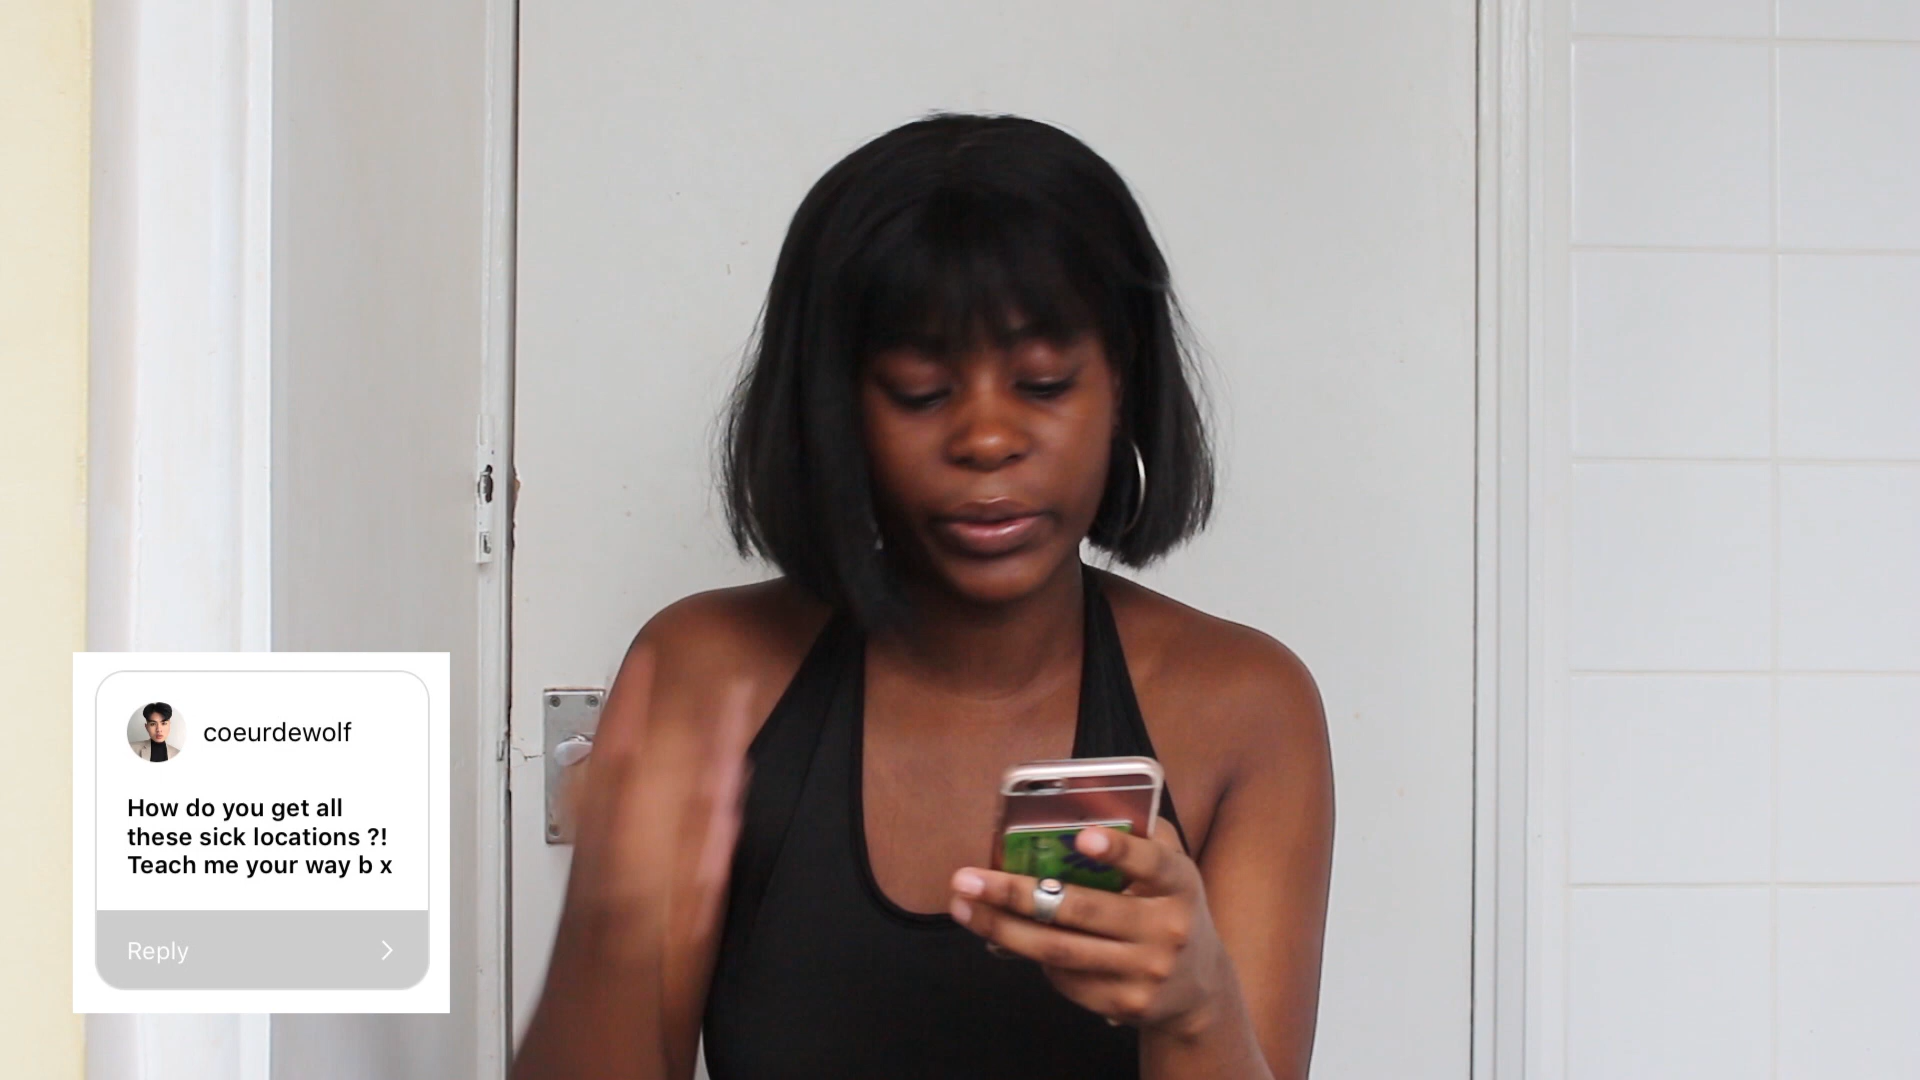 coeurdewolf
How do you get all
these sick locations ?!
Teach me your way b x
Reply